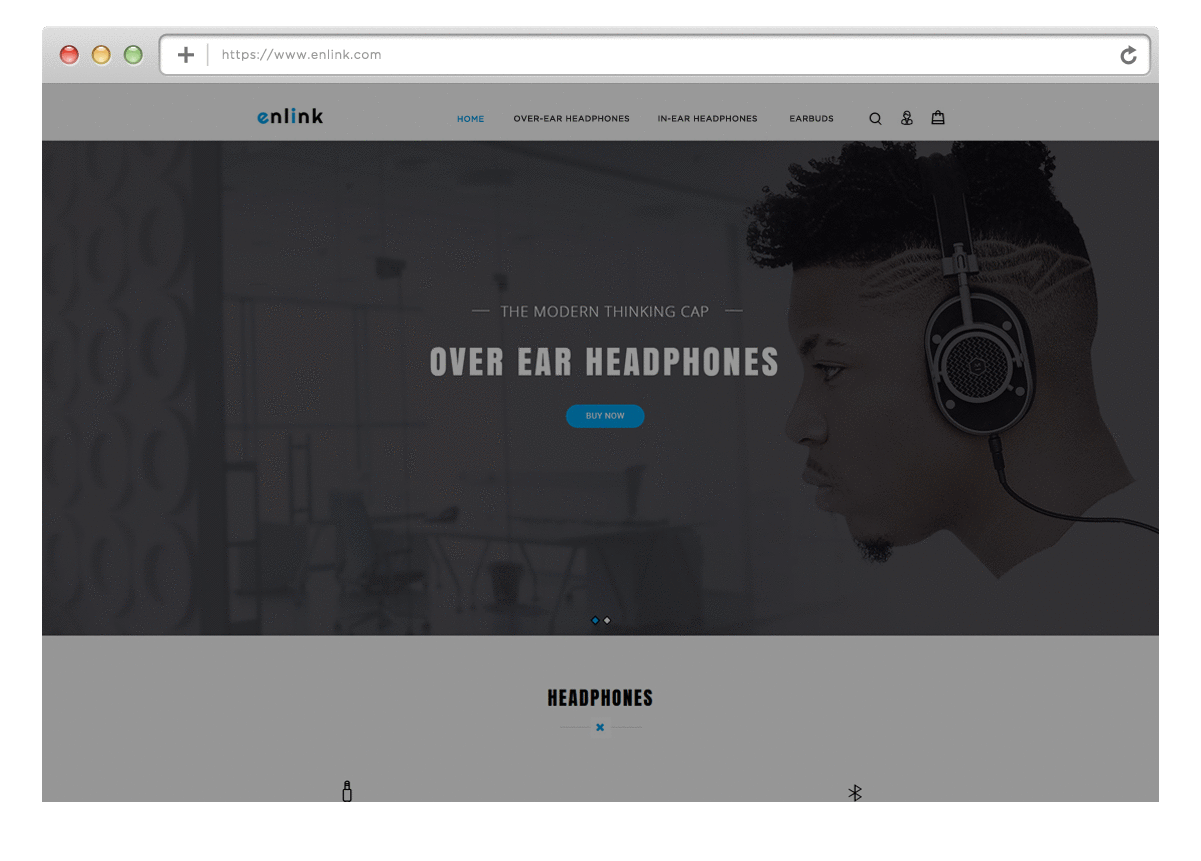 https://www.enlink.com
enlink
HOME OVER-EAR HEADPHONES IN-EAR HEADPHONES EARBUDS
THE MODERN THINKING CAP
OVER EAR HEADPHONES
BUY NOW
HEADPHONES